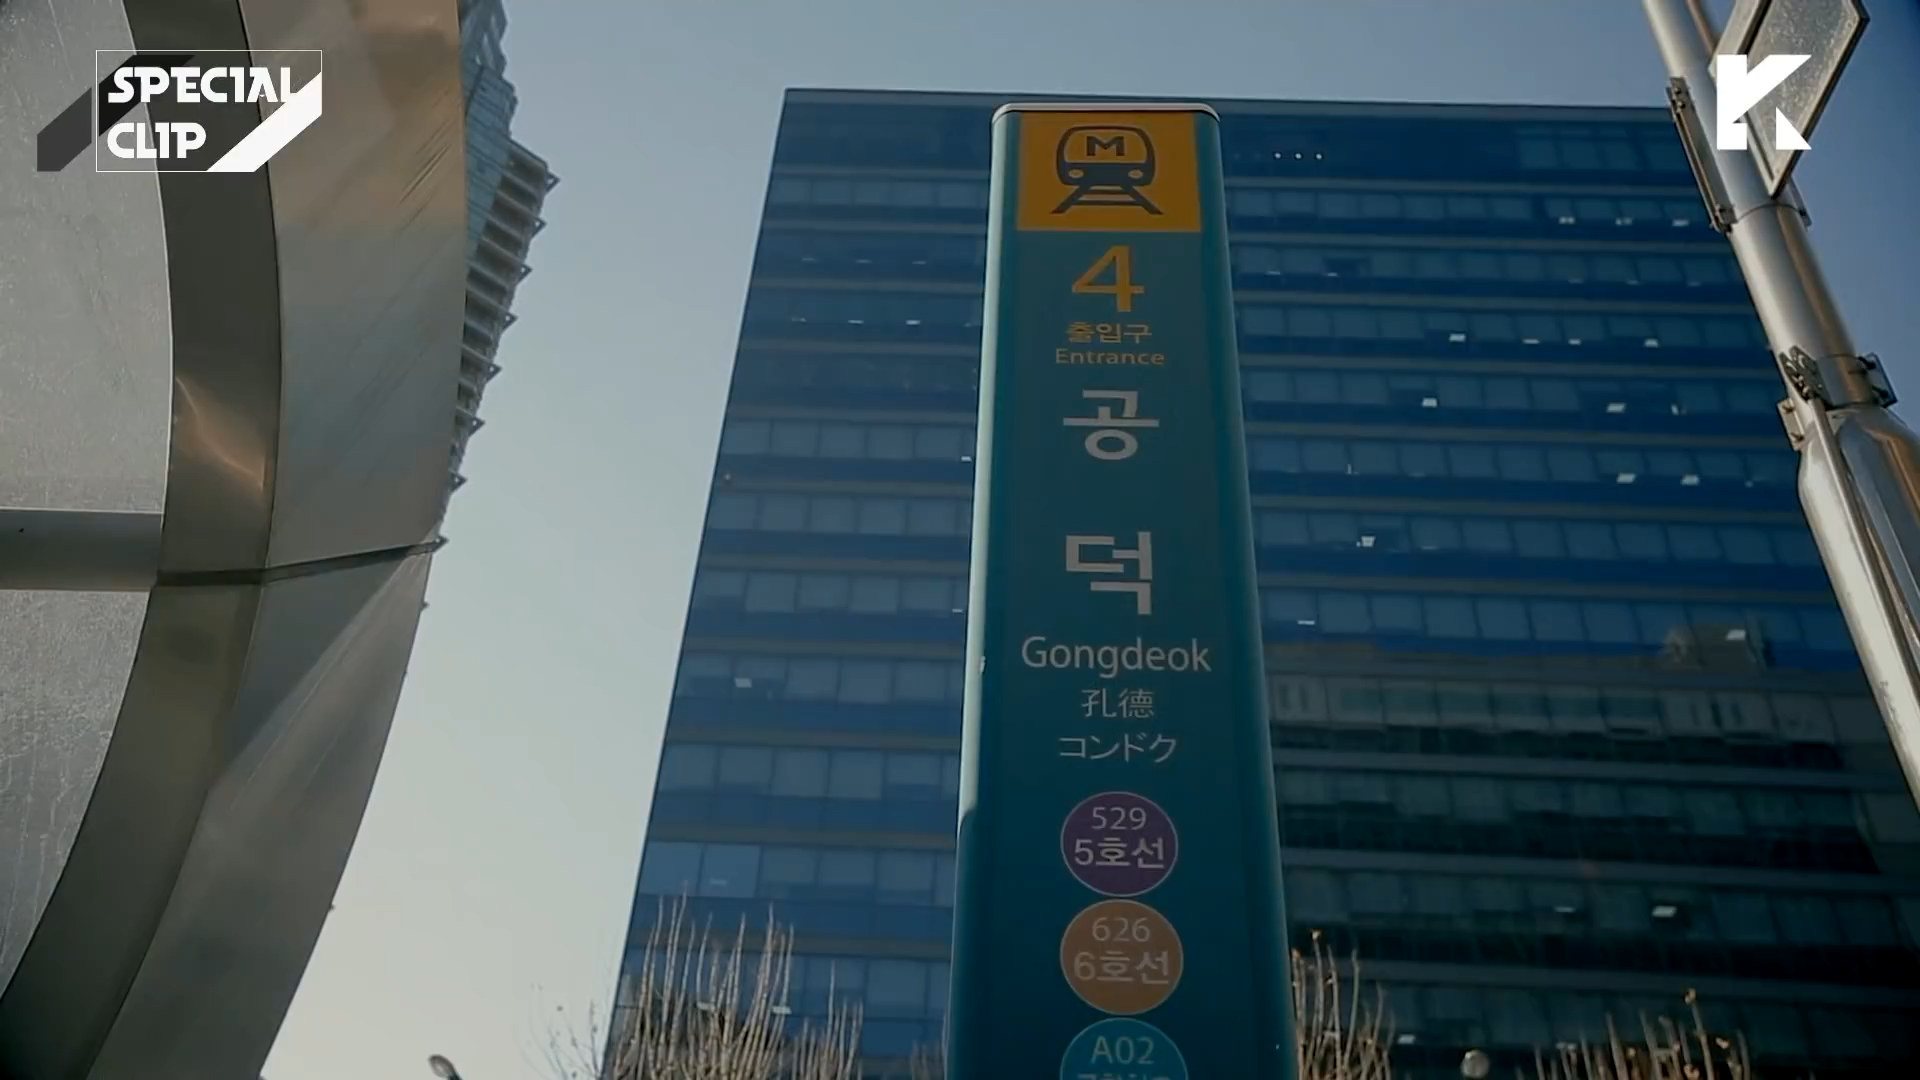 SPECIAL
CLIP
K
M
4
출입구
Entrance
공
덕
Gongdeok
孔德
コンドク
529
5호선
626
6호선
A02